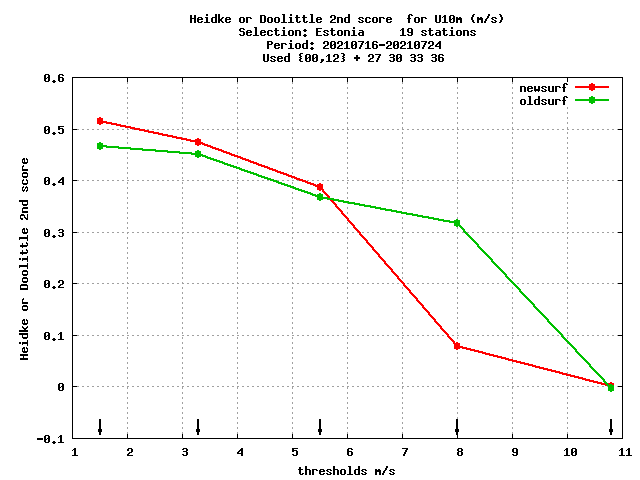 Heidke or Doolittle 2nd score  for U10m (m/s)
Selection: Estonia     19 stations
Period: 20210716-20210724
Used {00,12} + 27 30 33 36
newsurf
oldsurf
Heidke or Doolittle 2nd score
0.6
0.5
0.4
0.3
0.2
0.1
0
-0.1
1 2 3 4 5 6 7 8 9 10 11
thresholds m/s